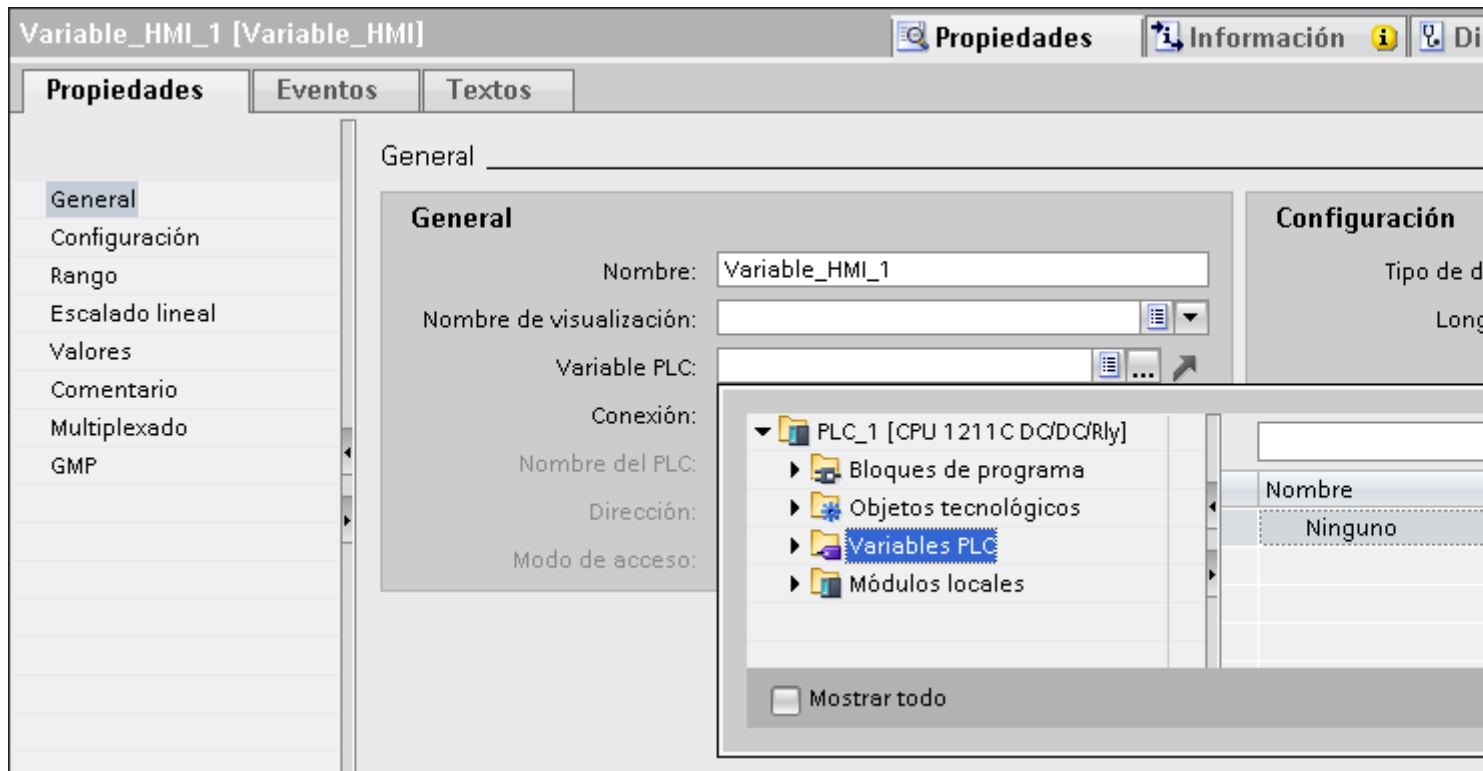 Variable_HMI_1 [Variable_HMI]
Propiedades
Información
Di
Propiedades
Eventos
Textos
General
General
Configuración
Rango
Escalado lineal
Valores
Comentario
Multiplexado
GMP
General
Nombre: Variable_HMI_1
Nombre de visualización:
Variable PLC:
...
Conexión:
Nombre del PLC:
Dirección:
Modo de acceso:
Configuración
Tipo de d
Long
PLC_1 [CPU 1211C DC/DC/Rly]
Bloques de programa
Objetos tecnológicos
Variables PLC
Módulos locales
Nombre
Ninguno
Mostrar todo